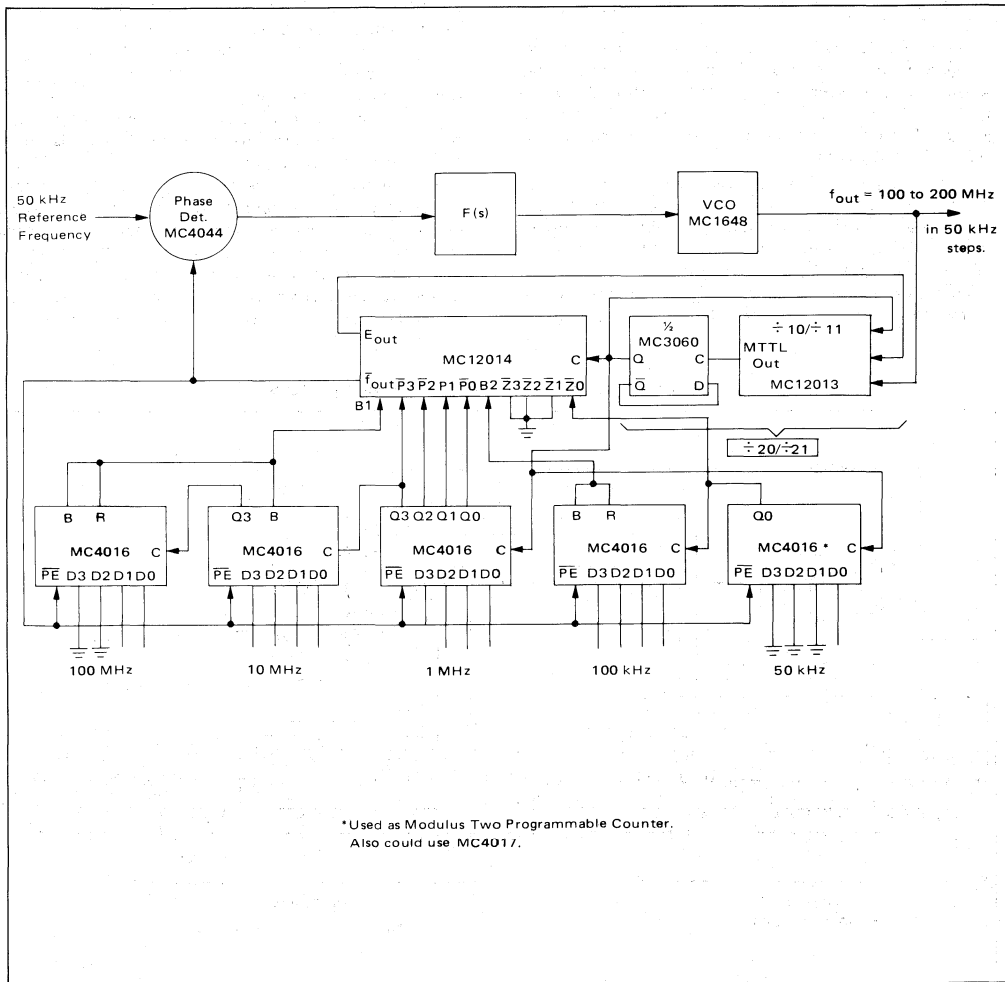 50 kHz
Reference
Frequency
Phase
Det.
MC4044
F(s)
VCO
MC1648
f_out = 100 to 200 MHz
in 50 kHz
steps.
E_out
MC12014
C
f̅_out P̅3 P̅2 P1 P̅0 B2 Z̅3 Z̅2 Z̅1 Z̅0
B1
½
MC3060
Q C
Q̅ D
÷10/÷11
MTTL
Out
MC12013
÷20/÷21
B R
MC4016 C
P̅E̅ D3 D2 D1 D0
100 MHz
Q3 B
MC4016 C
P̅E̅ D3 D2 D1 D0
10 MHz
Q3 Q2 Q1 Q0
MC4016 C
P̅E̅ D3 D2 D1 D0
1 MHz
B R
MC4016 C
P̅E̅ D3 D2 D1 D0
100 kHz
Q0
MC4016 * C
P̅E̅ D3 D2 D1 D0
50 kHz
*Used as Modulus Two Programmable Counter.
Also could use MC4017.